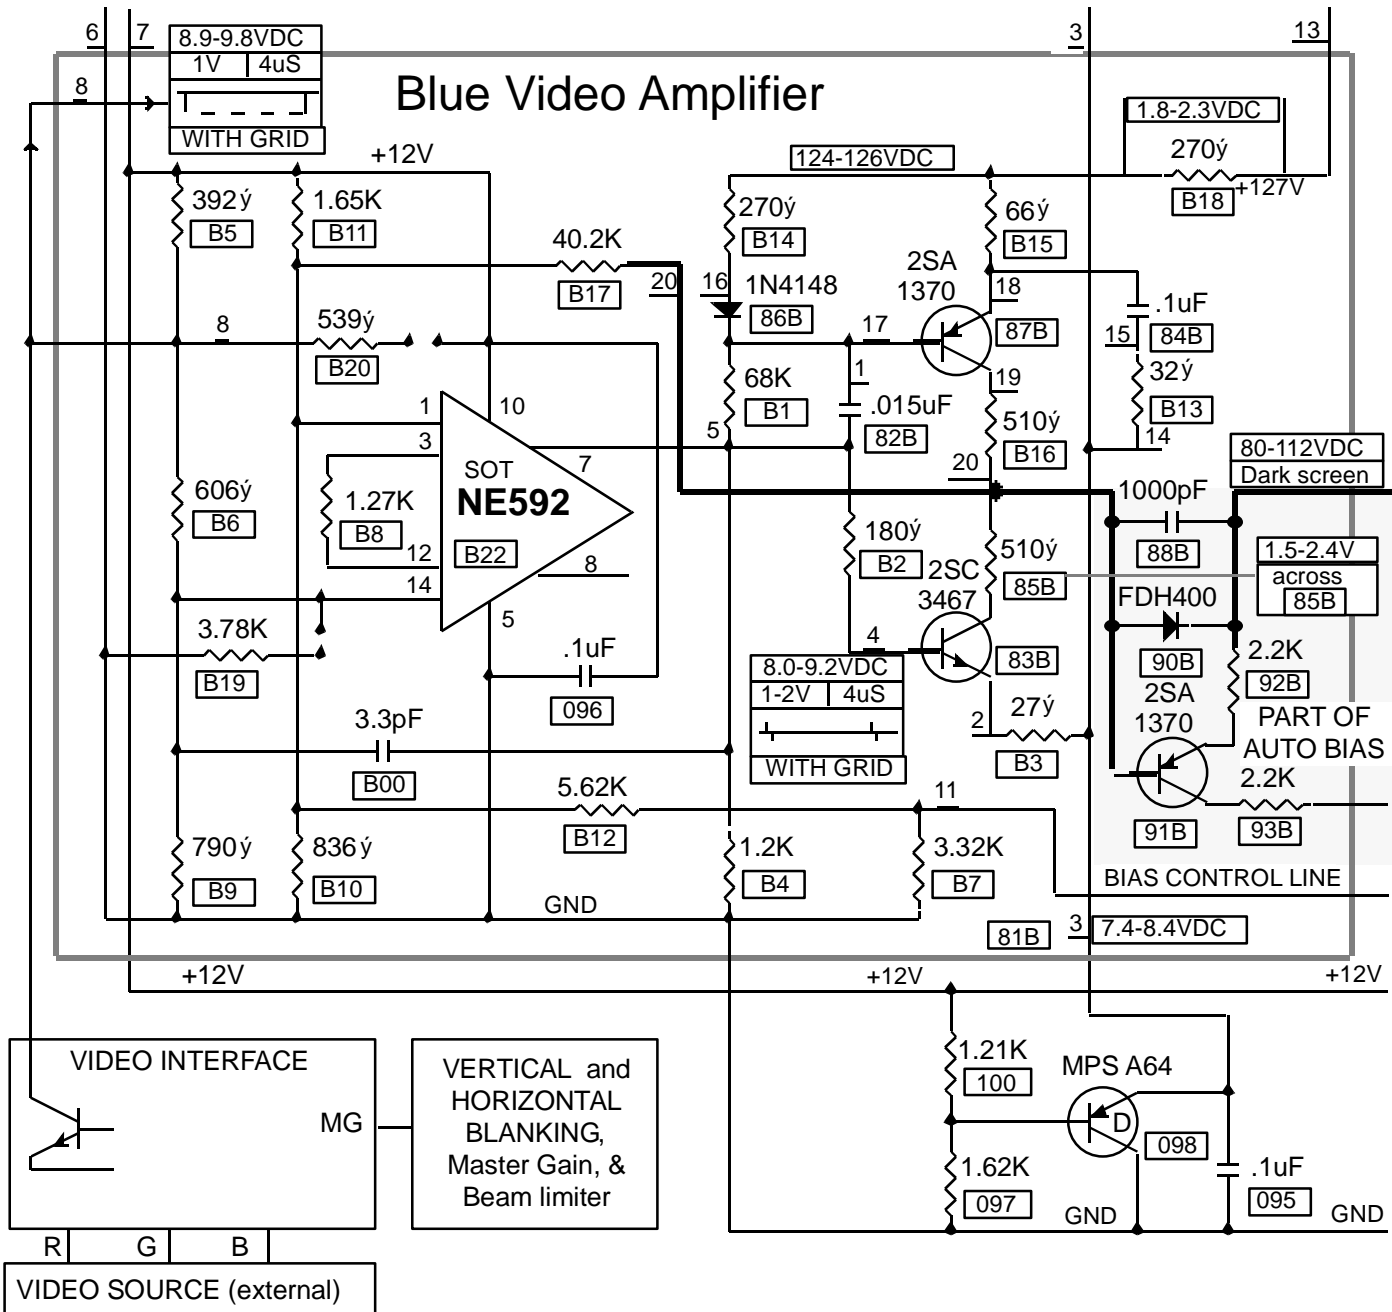 6
7
8.9-9.8VDC
1V
4uS
WITH GRID
8
Blue Video Amplifier
3
13
1.8-2.3VDC
270ý
B18
+127V
+12V
124-126VDC
392ý
B5
1.65K
B11
40.2K
B17
20
270ý
B14
16
1N4148
86B
66ý
B15
2SA
1370
18
87B
17
.1uF
15
84B
8
539ý
B20
68K
B1
1
.015uF
82B
19
510ý
B16
32ý
B13
14
1
10
3
SOT
NE592
7
5
20
80-112VDC
Dark screen
1000pF
88B
606ý
B6
1.27K
B8
12
B22
8
14
5
180ý
B2
2SC
3467
510ý
85B
1.5-2.4V
across
85B
FDH400
90B
3.78K
B19
.1uF
096
4
83B
8.0-9.2VDC
1-2V
4uS
WITH GRID
2SA
1370
2.2K
92B
PART OF
AUTO BIAS
3.3pF
B00
2
27ý
B3
2.2K
91B
93B
5.62K
B12
11
790ý
B9
836ý
B10
1.2K
B4
3.32K
B7
BIAS CONTROL LINE
GND
81B
3
7.4-8.4VDC
+12V
+12V
+12V
VIDEO INTERFACE
MG
VERTICAL and
HORIZONTAL
BLANKING,
Master Gain, &
Beam limiter
1.21K
100
MPS A64
D
098
1.62K
097
.1uF
095
GND
GND
R
G
B
VIDEO SOURCE (external)